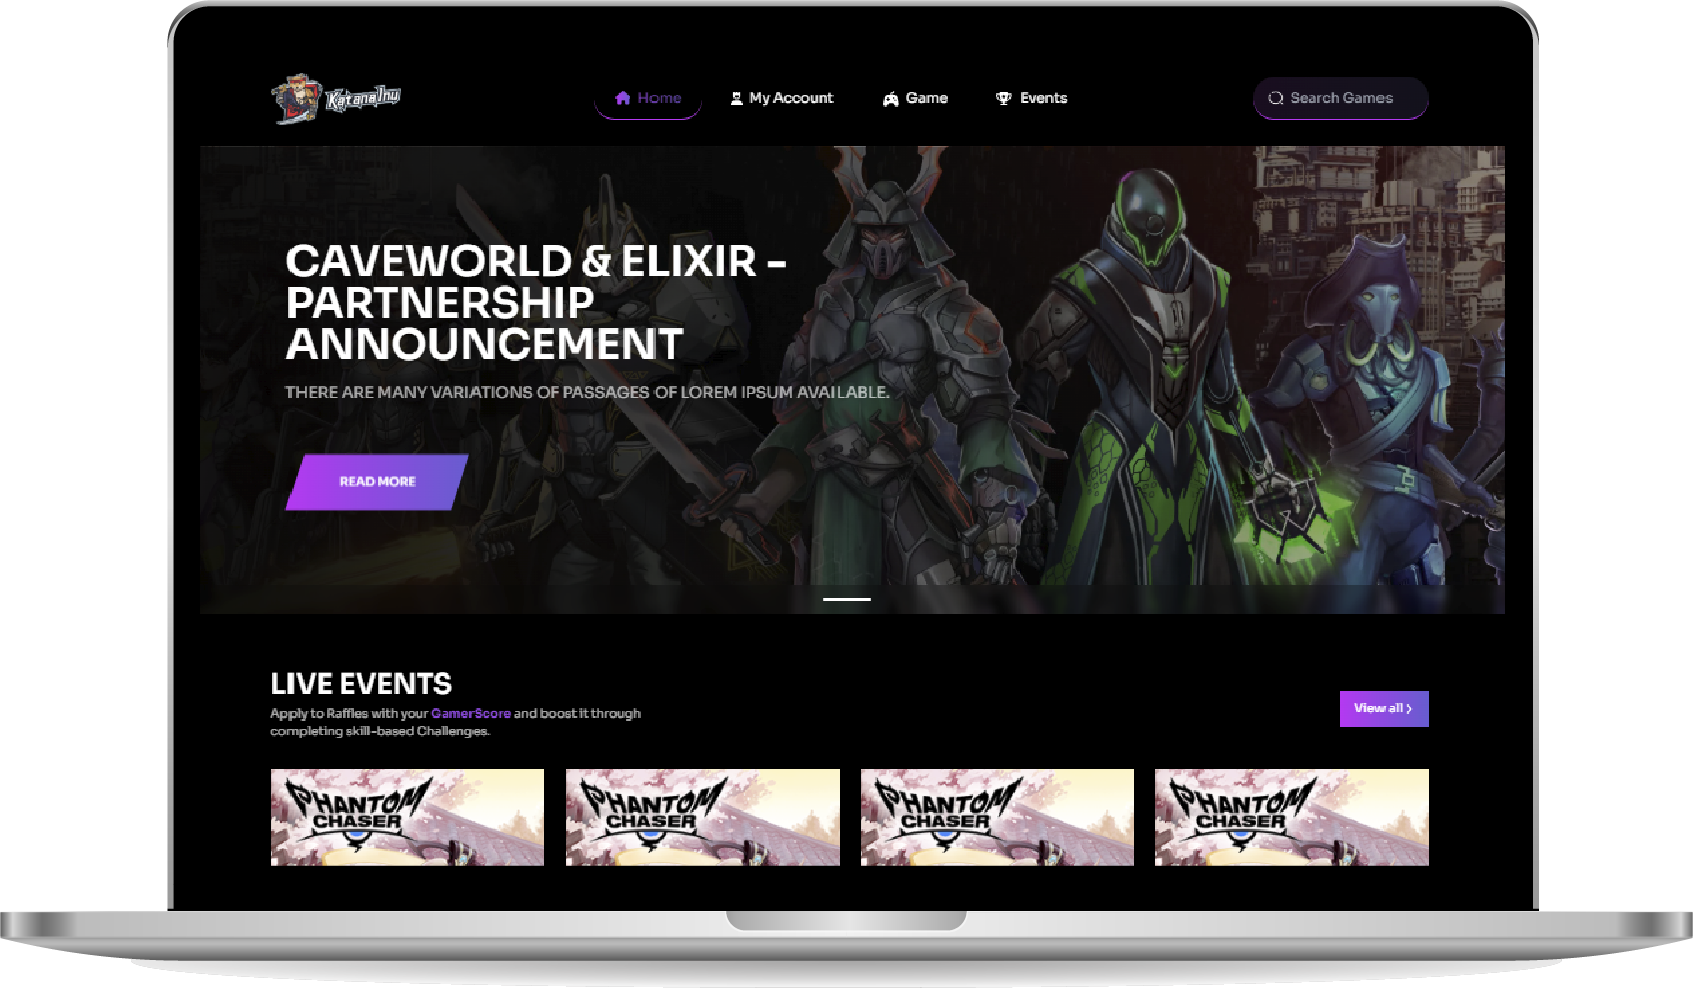 Katana Inu
Home
My Account
Game
Events
Search Games
CAVEWORLD & ELIXIR -
PARTNERSHIP
ANNOUNCEMENT
THERE ARE MANY VARIATIONS OF PASSAGES OF LOREM IPSUM AVAILABLE.
READ MORE
LIVE EVENTS
Apply to Raffles with your GamerScore and boost it through
completing skill-based Challenges.
View all
PHANTOM
CHASER
PHANTOM
CHASER
PHANTOM
CHASER
PHANTOM
CHASER